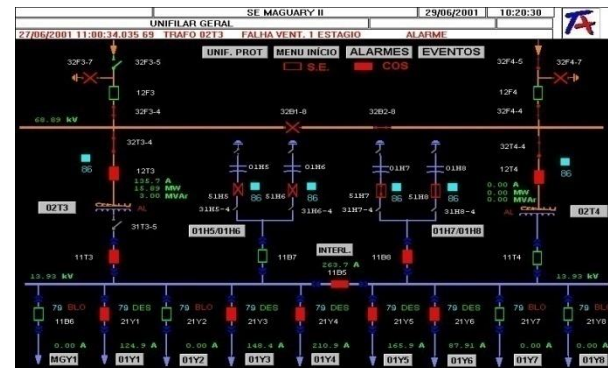 SE MAGUARY II 29/06/2001 10:20:30
UNIFILAR GERAL
27/06/2001 11:00:34.035 69 TRAFO 02T3 FALHA VENT. 1 ESTAGIO ALARME
UNIF. PROT MENU INÍCIO ALARMES EVENTOS
S.E. COS
32F3-7 32F3-5 32F4-5 32F4-7
12F3 12F4
32F3-4 32B1-8 32B2-8 32F4-4
68.89 kV
32T3-4 32T4-4
86 12T3 01H5 01H6 01H7 01H8 12T4 86
135.7 A 0.00 A
15.89 MW 0.00 MW
3.00 MVAr 0.00 MVAr
51H5 86 51H6 86 51H7 86 51H8 86
02T3 AL 31H5-4 31H6-4 31H7-4 31H8-4 AL 02T4
31T3-5 01H5/01H6 01H7/01H8
11T3 11B7 INTERL. 11B8 11T4
263.7 A
13.93 kV 11B5 13.93 kV
79 BLO 79 DES 79 BLO 79 DES 79 DES 79 DES 79 DES 79 BLO 79 BLO
11B6 21Y1 21Y2 21Y3 21Y4 21Y5 21Y6 21Y7 21Y8
0.00 A 124.9 A 0.00 A 148.4 A 210.9 A 165.9 A 87.91 A 0.00 A 0.00 A
MGY1 01Y1 01Y2 01Y3 01Y4 01Y5 01Y6 01Y7 01Y8